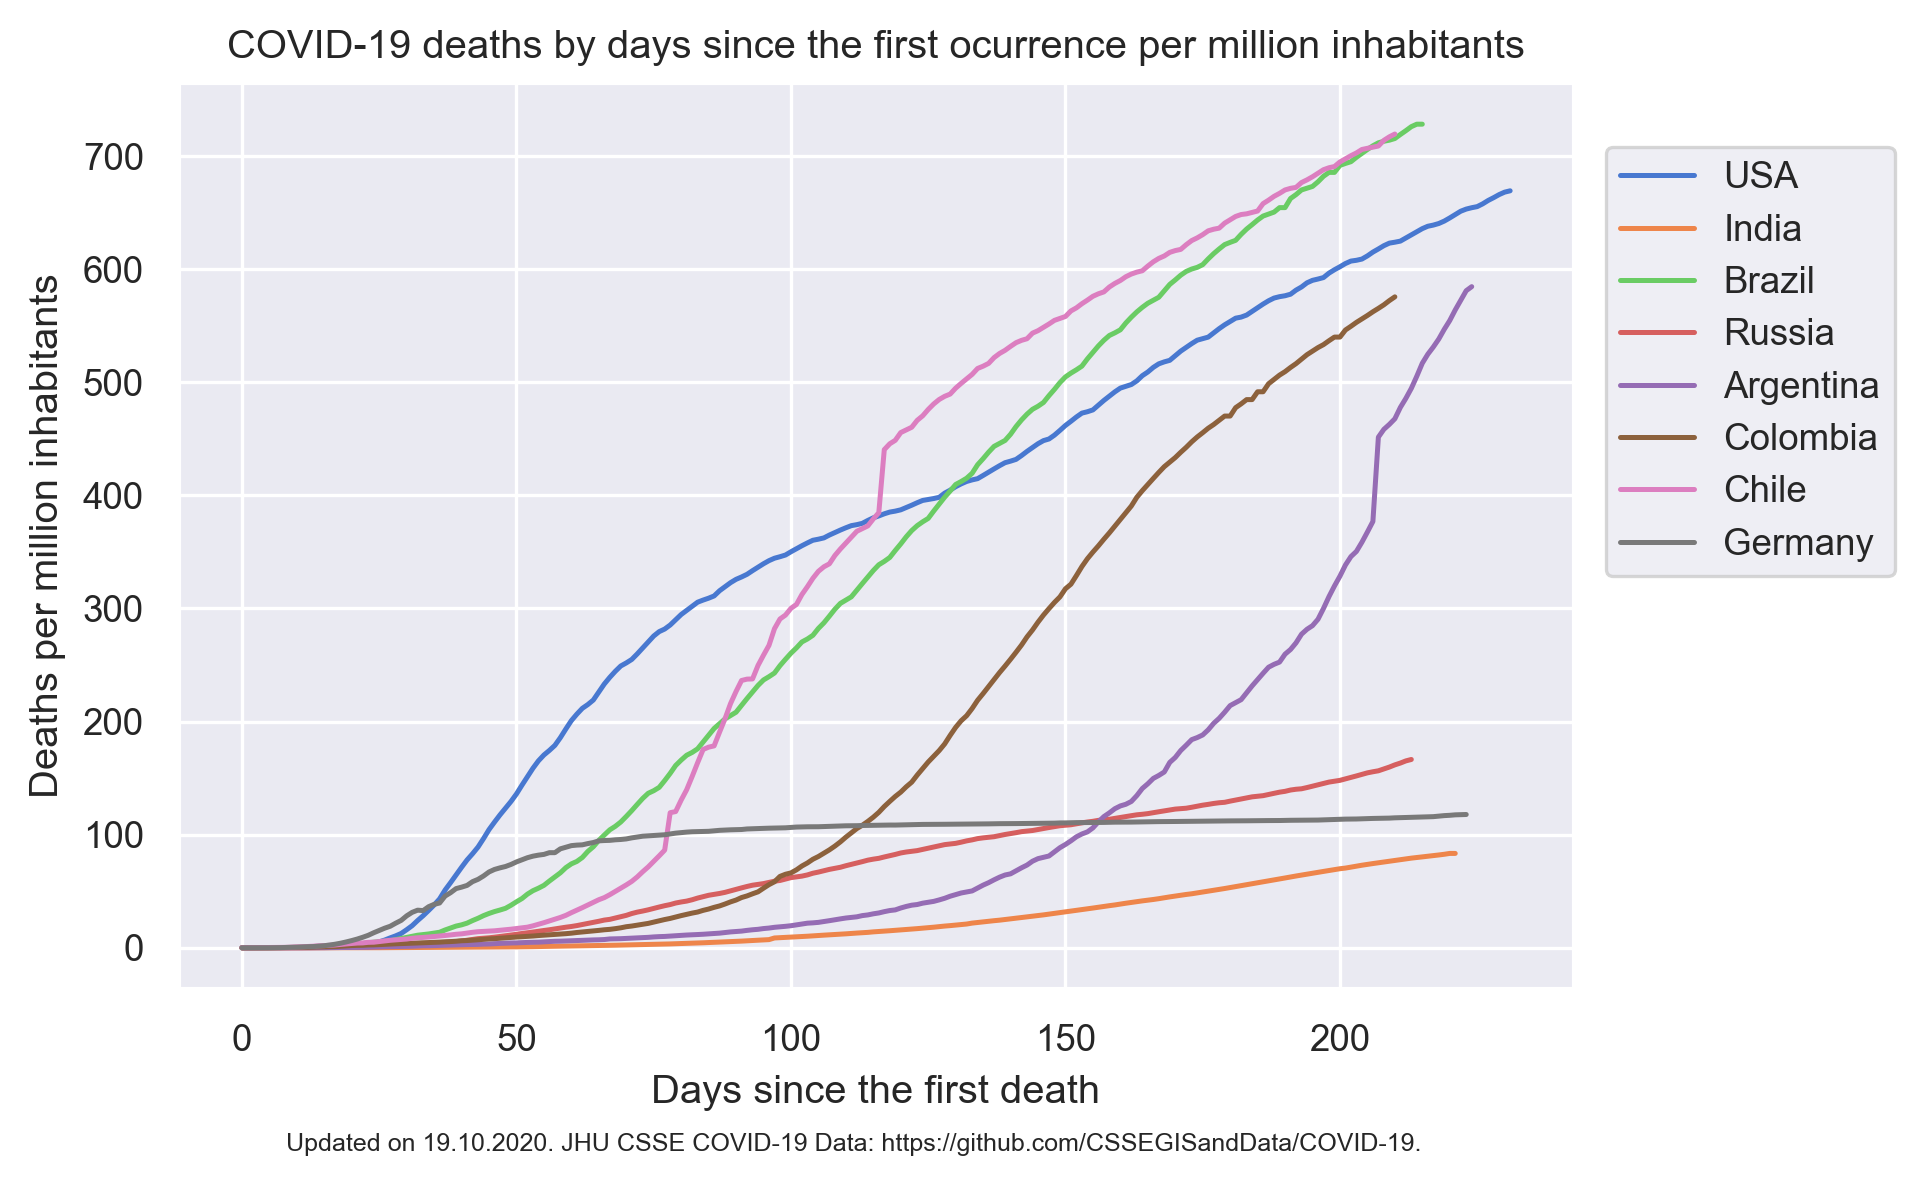 COVID-19 deaths by days since the first ocurrence per million inhabitants
Deaths per million inhabitants
700
600
500
400
300
200
100
0
0 50 100 150 200
Days since the first death
USA
India
Brazil
Russia
Argentina
Colombia
Chile
Germany
Updated on 19.10.2020. JHU CSSE COVID-19 Data: https://github.com/CSSEGISandData/COVID-19.